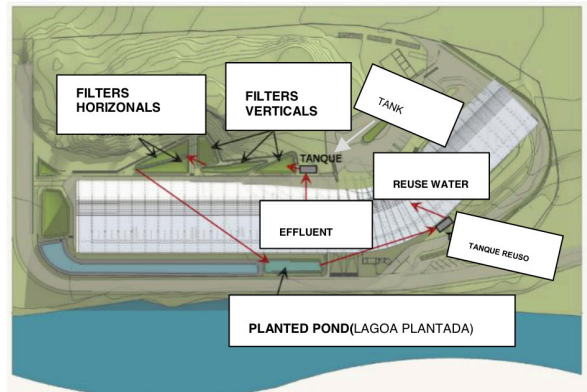 FILTERS
HORIZONALS
FILTERS
VERTICALS
TANK
TANQUE
REUSE WATER
EFFLUENT
TANQUE REUSO
PLANTED POND(LAGOA PLANTADA)